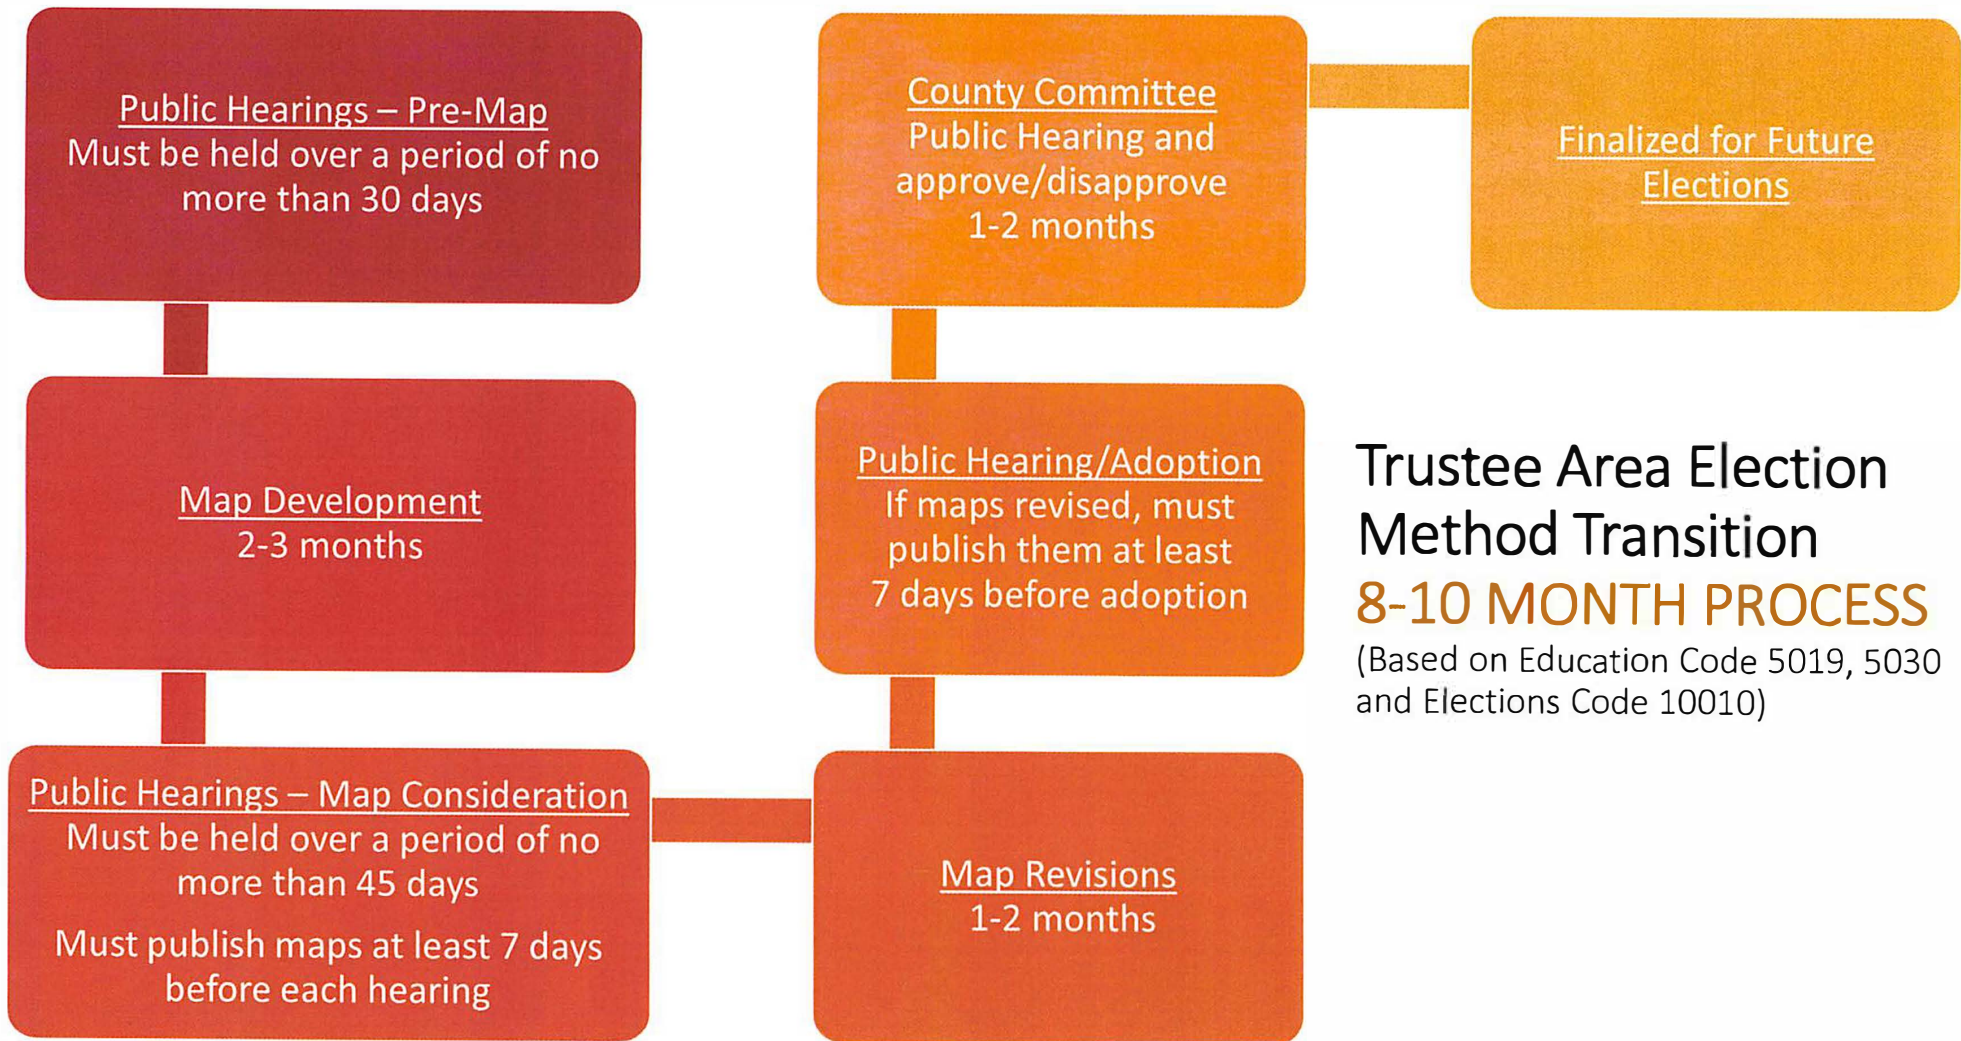 Public Hearings – Pre-Map
Must be held over a period of no
more than 30 days
Map Development
2-3 months
Public Hearings – Map Consideration
Must be held over a period of no
more than 45 days
Must publish maps at least 7 days
before each hearing
Map Revisions
1-2 months
Public Hearing/Adoption
If maps revised, must
publish them at least
7 days before adoption
County Committee
Public Hearing and
approve/disapprove
1-2 months
Finalized for Future
Elections
Trustee Area Election
Method Transition
8-10 MONTH PROCESS
(Based on Education Code 5019, 5030
and Elections Code 10010)